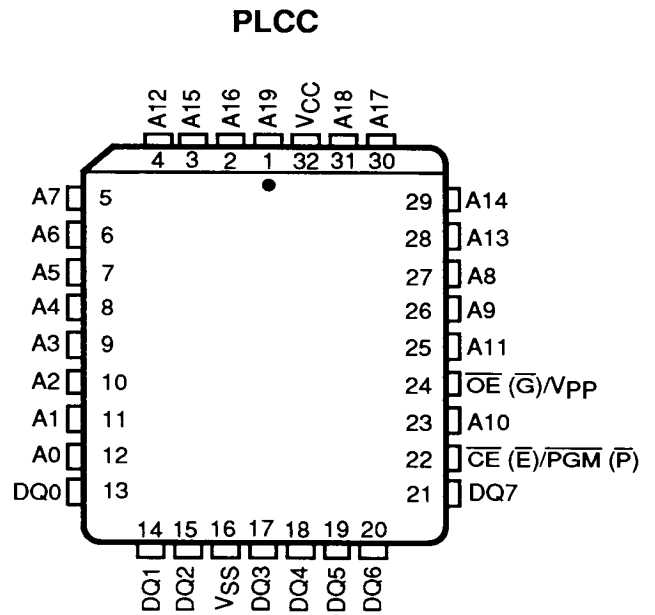 PLCC
A12 A15 A16 A19 VCC A18 A17
4 3 2 1 32 31 30
A7 5 29 A14
A6 6 28 A13
A5 7 27 A8
A4 8 26 A9
A3 9 25 A11
A2 10 24 O̅E̅ (G̅)/VPP
A1 11 23 A10
A0 12 22 C̅E̅ (E̅)/P̅G̅M̅ (P̅)
DQ0 13 21 DQ7
14 15 16 17 18 19 20
DQ1 DQ2 VSS DQ3 DQ4 DQ5 DQ6